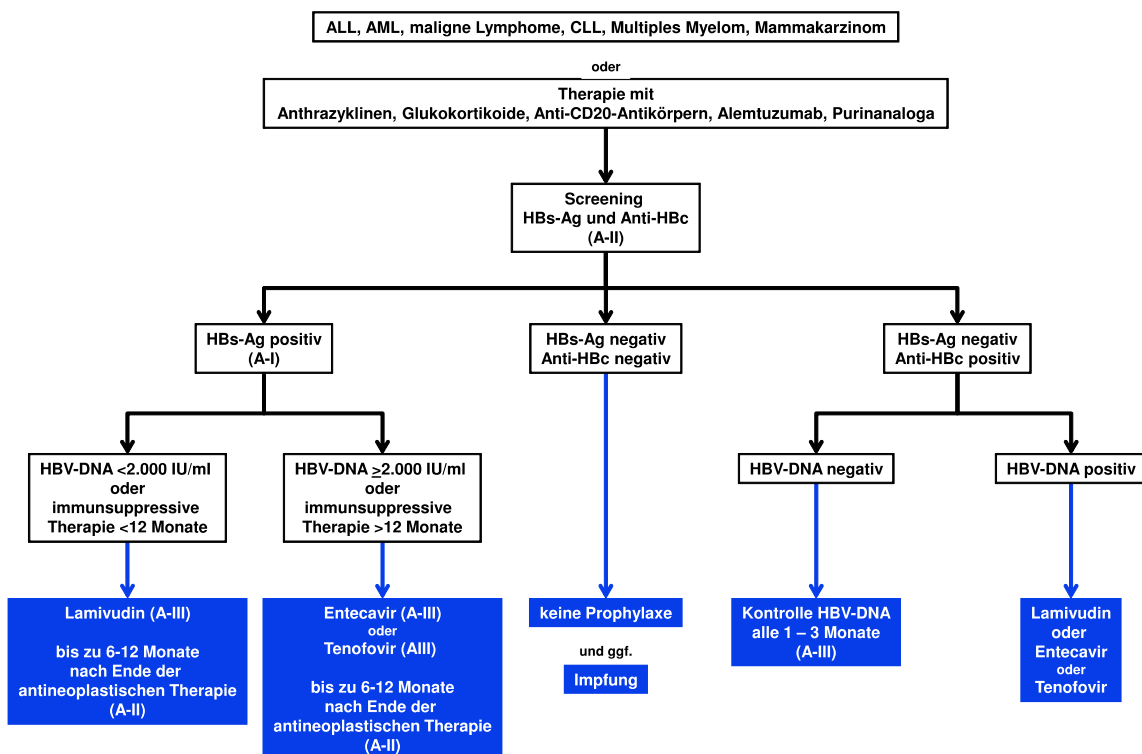 ALL, AML, maligne Lymphome, CLL, Multiples Myelom, Mammakarzinom
oder
Therapie mit
Anthrazyklinen, Glukokortikoide, Anti-CD20-Antikörpern, Alemtuzumab, Purinanaloga
Screening
HBs-Ag und Anti-HBc
(A-II)
HBs-Ag positiv
(A-I)
HBs-Ag negativ
Anti-HBc negativ
HBs-Ag negativ
Anti-HBc positiv
HBV-DNA <2.000 IU/ml
oder
immunsuppressive
Therapie <12 Monate
HBV-DNA ≥2.000 IU/ml
oder
immunsuppressive
Therapie >12 Monate
HBV-DNA negativ
HBV-DNA positiv
Lamivudin (A-III)
bis zu 6-12 Monate
nach Ende der
antineoplastischen Therapie
(A-II)
Entecavir (A-III)
oder
Tenofovir (AIII)
bis zu 6-12 Monate
nach Ende der
antineoplastischen Therapie
(A-II)
keine Prophylaxe
und ggf.
Impfung
Kontrolle HBV-DNA
alle 1 – 3 Monate
(A-III)
Lamivudin
oder
Entecavir
oder
Tenofovir